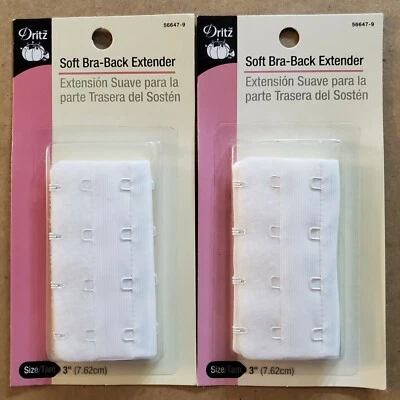 Dritz
56647-9
Soft Bra-Back Extender
Extensión Suave para la
parte Trasera del Sostén
Size/Tam 3" (7.62cm)
Dritz
56647-9
Soft Bra-Back Extender
Extensión Suave para la
parte Trasera del Sostén
Size/Tam 3" (7.62cm)